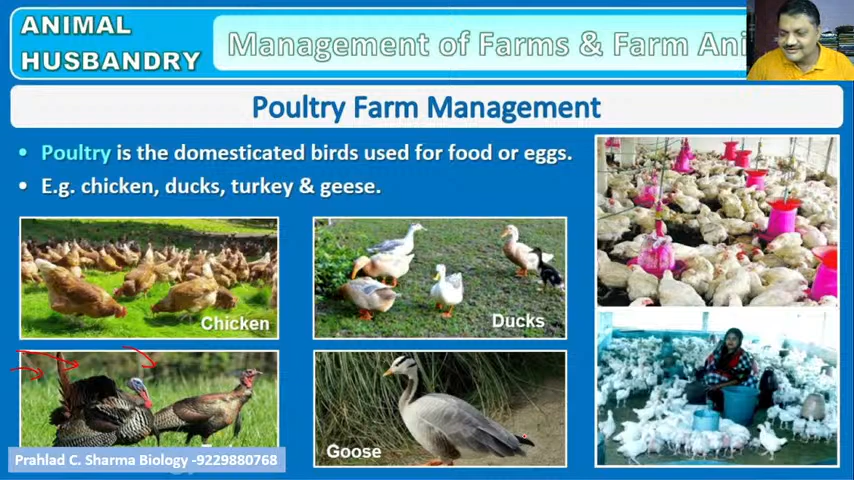 ANIMAL
HUSBANDRY
Management of Farms & Farm Ani
Poultry Farm Management
• Poultry is the domesticated birds used for food or eggs.
• E.g. chicken, ducks, turkey & geese.
Chicken
Ducks
Goose
Prahlad C. Sharma Biology -9229880768